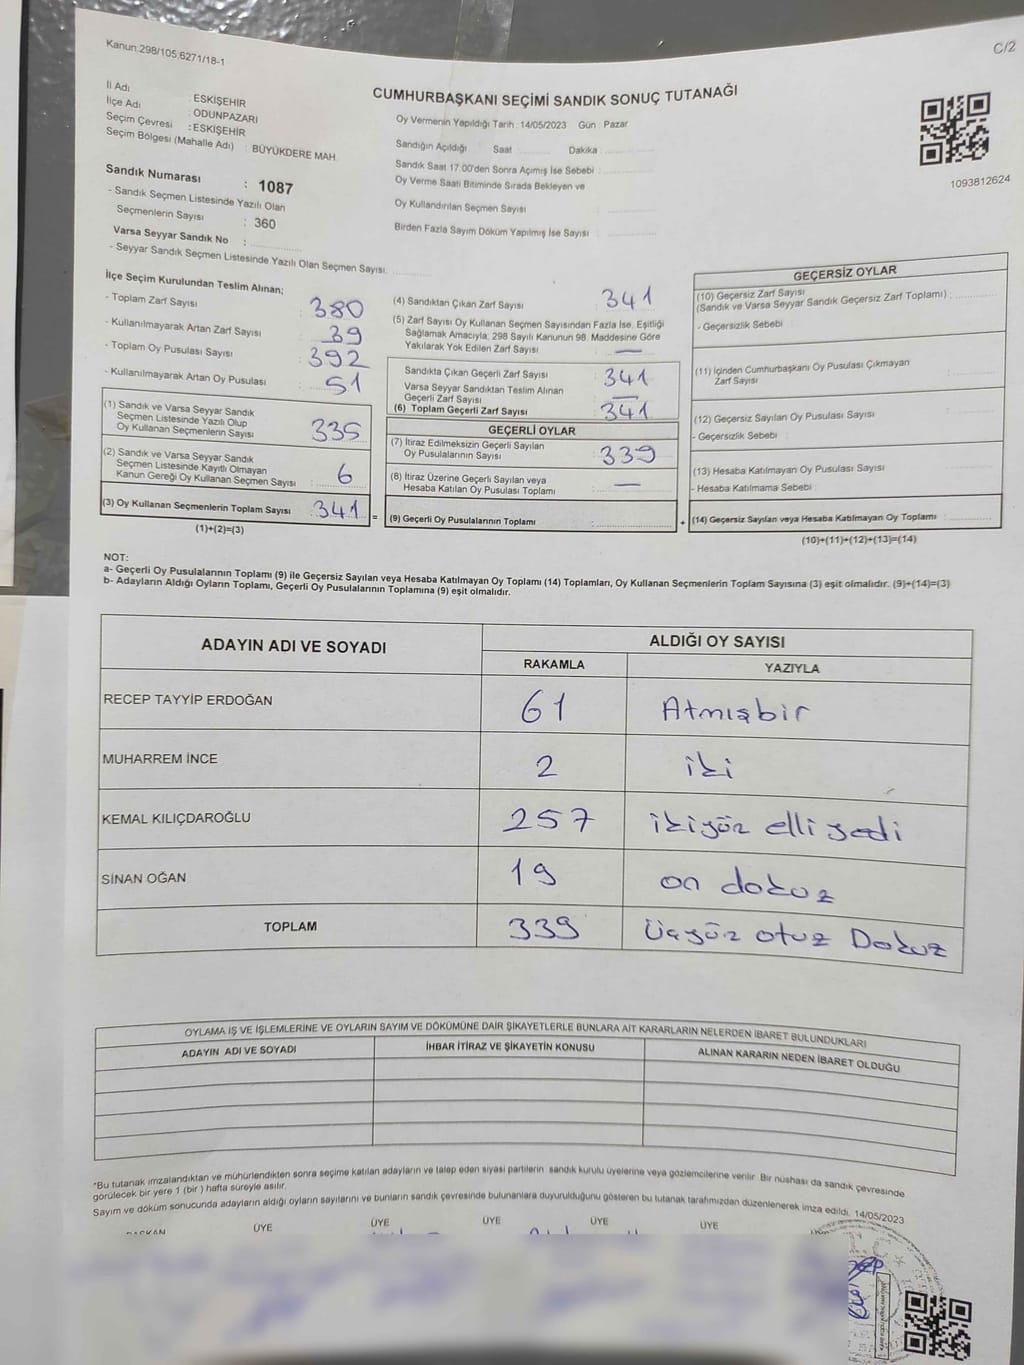 Kanun:298/105,6271/18-1
C/2
CUMHURBAŞKANI SEÇİMİ SANDIK SONUÇ TUTANAĞI
İl Adı : ESKİŞEHİR
İlçe Adı : ODUNPAZARI
Seçim Çevresi : ESKİŞEHİR
Seçim Bölgesi (Mahalle Adı) : BÜYÜKDERE MAH.
Sandık Numarası : 1087
- Sandık Seçmen Listesinde Yazılı Olan
Seçmenlerin Sayısı : 360
Varsa Seyyar Sandık No :
- Seyyar Sandık Seçmen Listesinde Yazılı Olan Seçmen Sayısı:
Oy Vermenin Yapıldığı Tarih : 14/05/2023 Gün : Pazar
Sandığın Açıldığı Saat Dakika
Sandık Saat 17:00'den Sonra Açımış İse Sebebi :
Oy Verme Saati Bitiminde Sırada Bekleyen ve
Oy Kullandırılan Seçmen Sayısı
Birden Fazla Sayım Döküm Yapılmış İse Sayısı :
1093812624
İlçe Seçim Kurulundan Teslim Alınan;
- Toplam Zarf Sayısı : 380
- Kullanılmayarak Artan Zarf Sayısı : 39
- Toplam Oy Pusulası Sayısı : 392
- Kullanılmayarak Artan Oy Pusulası : 51
(1) Sandık ve Varsa Seyyar Sandık
Seçmen Listesinde Yazılı Olup
Oy Kullanan Seçmenlerin Sayısı : 335
(2) Sandık ve Varsa Seyyar Sandık
Seçmen Listesinde Kayıtlı Olmayan
Kanun Gereği Oy Kullanan Seçmen Sayısı : 6
(3) Oy Kullanan Seçmenlerin Toplam Sayısı : 341 =
(1)+(2)=(3)
(4) Sandıktan Çıkan Zarf Sayısı : 341
(5) Zarf Sayısı Oy Kullanan Seçmen Sayısından Fazla İse, Eşitliği
Sağlamak Amacıyla; 298 Sayılı Kanunun 98. Maddesine Göre
Yakılarak Yok Edilen Zarf Sayısı : —
Sandıkta Çıkan Geçerli Zarf Sayısı : 341
Varsa Seyyar Sandıktan Teslim Alınan
Geçerli Zarf Sayısı : —
(6) Toplam Geçerli Zarf Sayısı : 341
GEÇERLİ OYLAR
(7) İtiraz Edilmeksizin Geçerli Sayılan
Oy Pusulalarının Sayısı : 339
(8) İtiraz Üzerine Geçerli Sayılan veya
Hesaba Katılan Oy Pusulası Toplamı : —
(9) Geçerli Oy Pusulalarının Toplamı : +
GEÇERSİZ OYLAR
(10) Geçersiz Zarf Sayısı
(Sandık ve Varsa Seyyar Sandık Geçersiz Zarf Toplamı) :
- Geçersizlik Sebebi :
(11) İçinden Cumhurbaşkanı Oy Pusulası Çıkmayan
Zarf Sayısı :
(12) Geçersiz Sayılan Oy Pusulası Sayısı :
- Geçersizlik Sebebi :
(13) Hesaba Katılmayan Oy Pusulası Sayısı :
- Hesaba Katılmama Sebebi :
(14) Geçersiz Sayılan veya Hesaba Katılmayan Oy Toplamı :
(10)+(11)+(12)+(13)=(14)
NOT:
a- Geçerli Oy Pusulalarının Toplamı (9) ile Geçersiz Sayılan veya Hesaba Katılmayan Oy Toplamı (14) Toplamları, Oy Kullanan Seçmenlerin Toplam Sayısına (3) eşit olmalıdır. (9)+(14)=(3)
b- Adayların Aldığı Oyların Toplamı, Geçerli Oy Pusulalarının Toplamına (9) eşit olmalıdır.
ADAYIN ADI VE SOYADI
ALDIĞI OY SAYISI
RAKAMLA YAZIYLA
RECEP TAYYİP ERDOĞAN 61 Atmışbir
MUHARREM İNCE 2 iki
KEMAL KILIÇDAROĞLU 257 ikiyüz elli yedi
SİNAN OĞAN 19 on dokuz
TOPLAM 339 üçyüz otuz Dokuz
OYLAMA İŞ VE İŞLEMLERİNE VE OYLARIN SAYIM VE DÖKÜMÜNE DAİR ŞİKAYETLERLE BUNLARA AİT KARARLARIN NELERDEN İBARET BULUNDUKLARI
ADAYIN ADI VE SOYADI İHBAR İTİRAZ VE ŞİKAYETİN KONUSU ALINAN KARARIN NEDEN İBARET OLDUĞU
*Bu tutanak imzalandıktan ve mühürlendikten sonra seçime katılan adayların ve talep eden siyasi partilerin sandık kurulu üyelerine veya gözlemcilerine verilir. Bir nüshası da sandık çevresinde
görülecek bir yere 1 (bir) hafta süreyle asılır.
Sayım ve döküm sonucunda adayların aldığı oyların sayılarını ve bunların sandık çevresinde bulunanlara duyurulduğunu gösteren bu tutanak tarafımızdan düzenlenerek imza edildi. 14/05/2023
BAŞKAN ÜYE ÜYE ÜYE ÜYE ÜYE